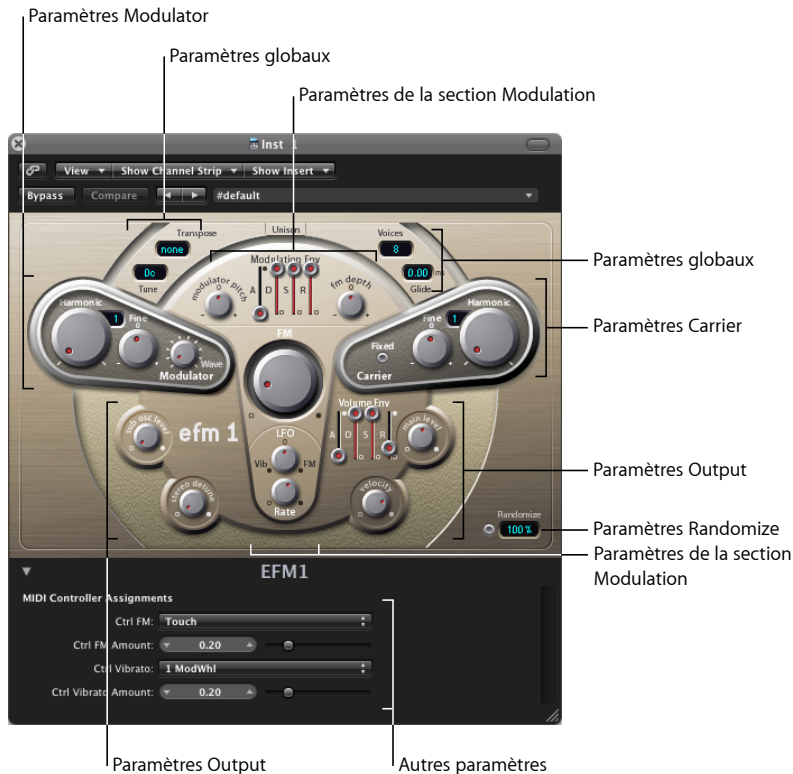 Paramètres Modulator
Paramètres globaux
Paramètres de la section Modulation
Inst 1
View
Show Channel Strip
Show Insert
Bypass
Compare
#default
Transpose
none
0c
Tune
Unison
Voices
8
0.00 ms
Glide
Paramètres globaux
Modulation Env
A D S R
modulator pitch
- +
fm depth
- +
Harmonic
1
Fine
0
- +
Wave
Modulator
FM
Harmonic
1
Fine
0
- +
Fixed
Carrier
Paramètres Carrier
sub osc level
efm 1
stereo detune
LFO
0
Vib
FM
Rate
Volume Env
A D S R
main level
velocity
Paramètres Output
Randomize
100%
Paramètres Randomize
Paramètres de la section
Modulation
EFM1
MIDI Controller Assignments
Ctrl FM:
Touch
Ctrl FM Amount:
0.20
Ctrl Vibrato:
1 ModWhl
Ctrl Vibrato Amount:
0.20
Paramètres Output
Autres paramètres